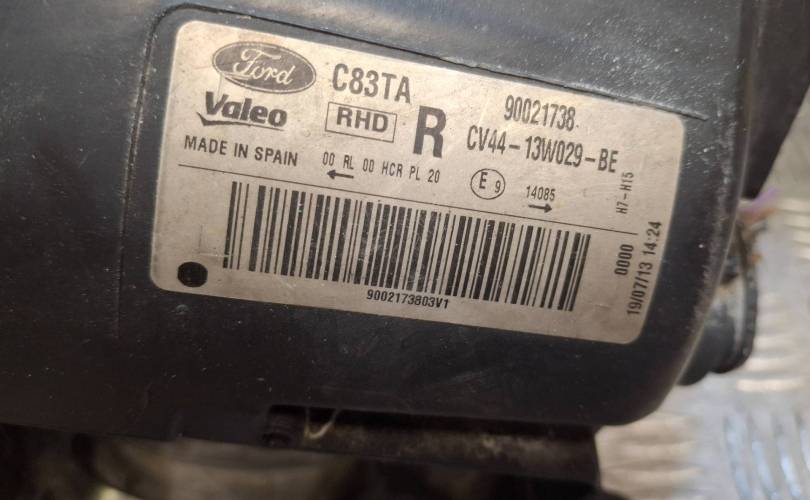 Ford
C83TA
90021738
Valeo
RHD
R
CV44-13W029-BE
MADE IN SPAIN
00 RL 00 HCR PL 20
E 9
14085
H7-H15
0000
19/07/13 14:24
9002173803V1